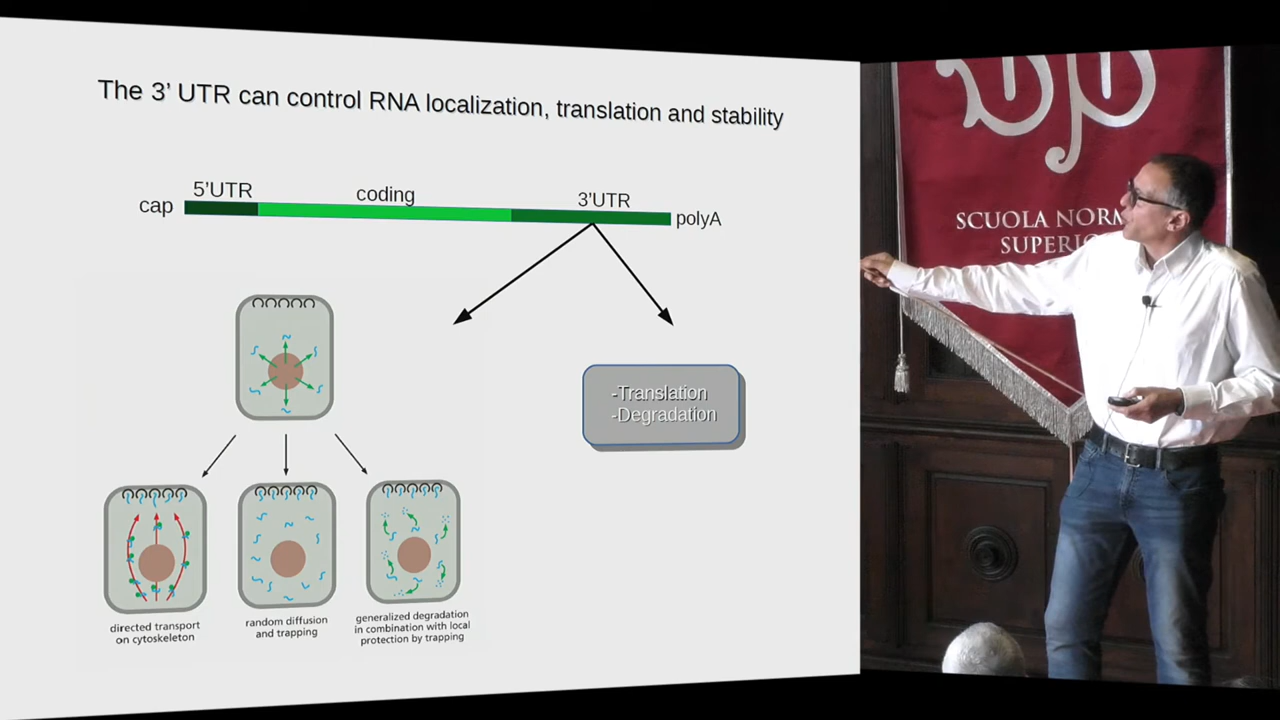 The 3’ UTR can control RNA localization, translation and stability
cap
5’UTR
coding
3’UTR
polyA
-Translation
-Degradation
directed transport
on cytoskeleton
random diffusion
and trapping
generalized degradation
in combination with local
protection by trapping
SCUOLA NORM
SUPERIO